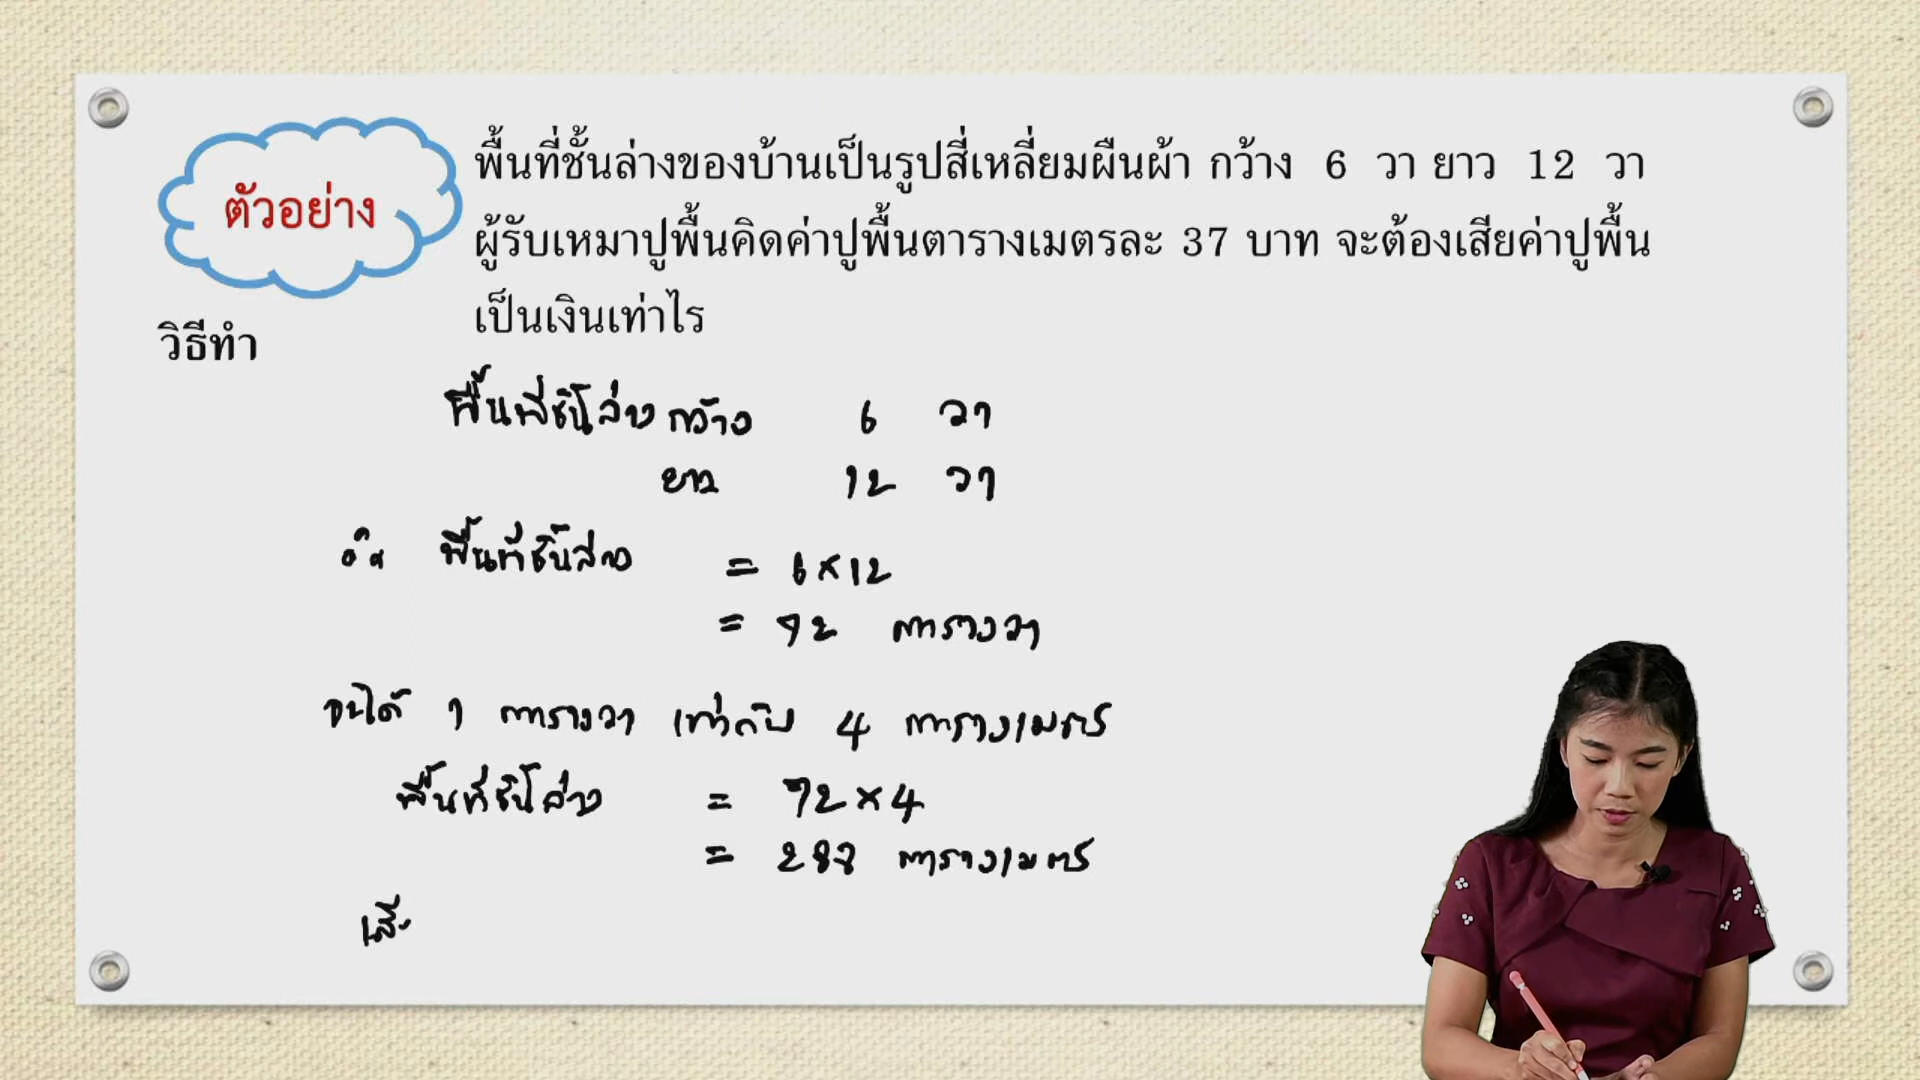 ตัวอย่าง
พื้นที่ชั้นล่างของบ้านเป็นรูปสี่เหลี่ยมผืนผ้า กว้าง 6 วา ยาว 12 วา
ผู้รับเหมาปูพื้นคิดค่าปูพื้นตารางเมตรละ 37 บาท จะต้องเสียค่าปูพื้น
เป็นเงินเท่าไร
วิธีทำ
พื้นที่ชั้นล่าง กว้าง 6 วา
ยาว 12 วา
พื้นที่ชั้นล่าง = 6 × 12
= 72 ตารางวา
จะได้ 1 ตารางวา เท่ากับ 4 ตารางเมตร
พื้นที่ชั้นล่าง = 72 × 4
= 288 ตารางเมตร